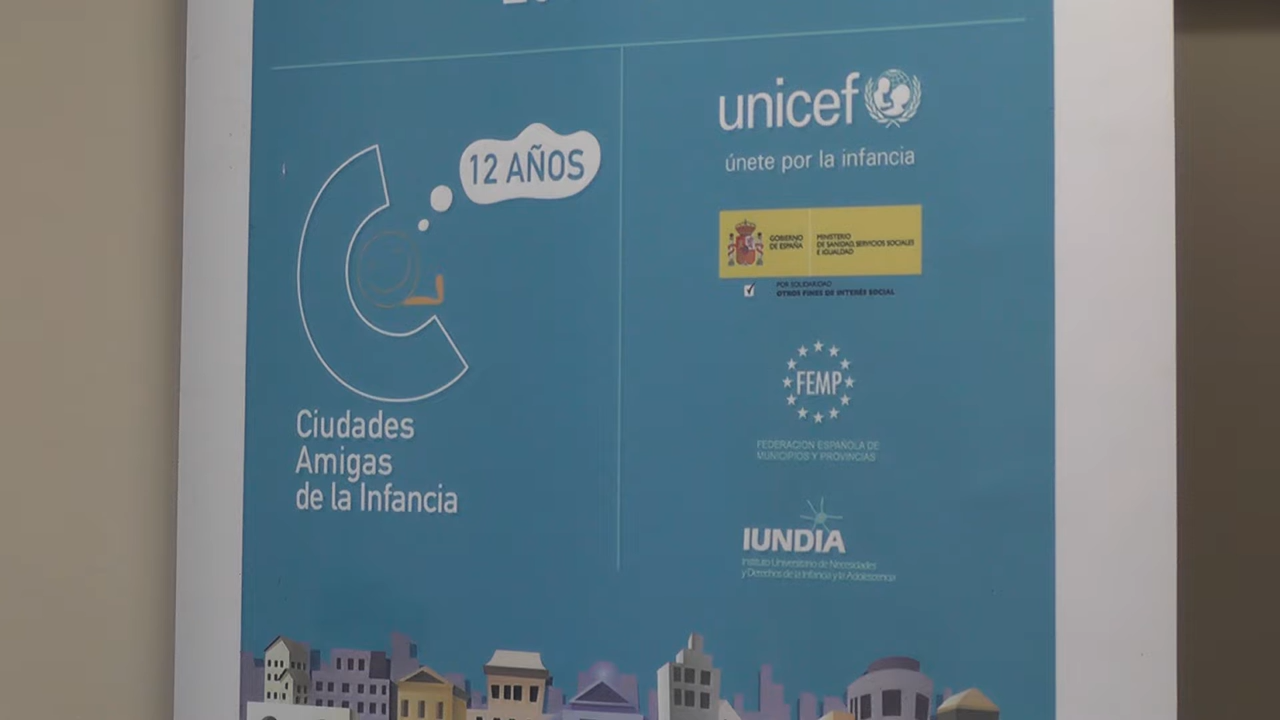 12 AÑOS
Ciudades
Amigas
de la Infancia
unicef
únete por la infancia
GOBIERNO
DE ESPAÑA
MINISTERIO
DE SANIDAD, SERVICIOS SOCIALES
E IGUALDAD
POR SOLIDARIDAD
OTROS FINES DE INTERÉS SOCIAL
FEMP
FEDERACION ESPAÑOLA DE
MUNICIPIOS Y PROVINCIAS
IUNDIA
Instituto Universitario de Necesidades
y Derechos de la Infancia y la Adolescencia